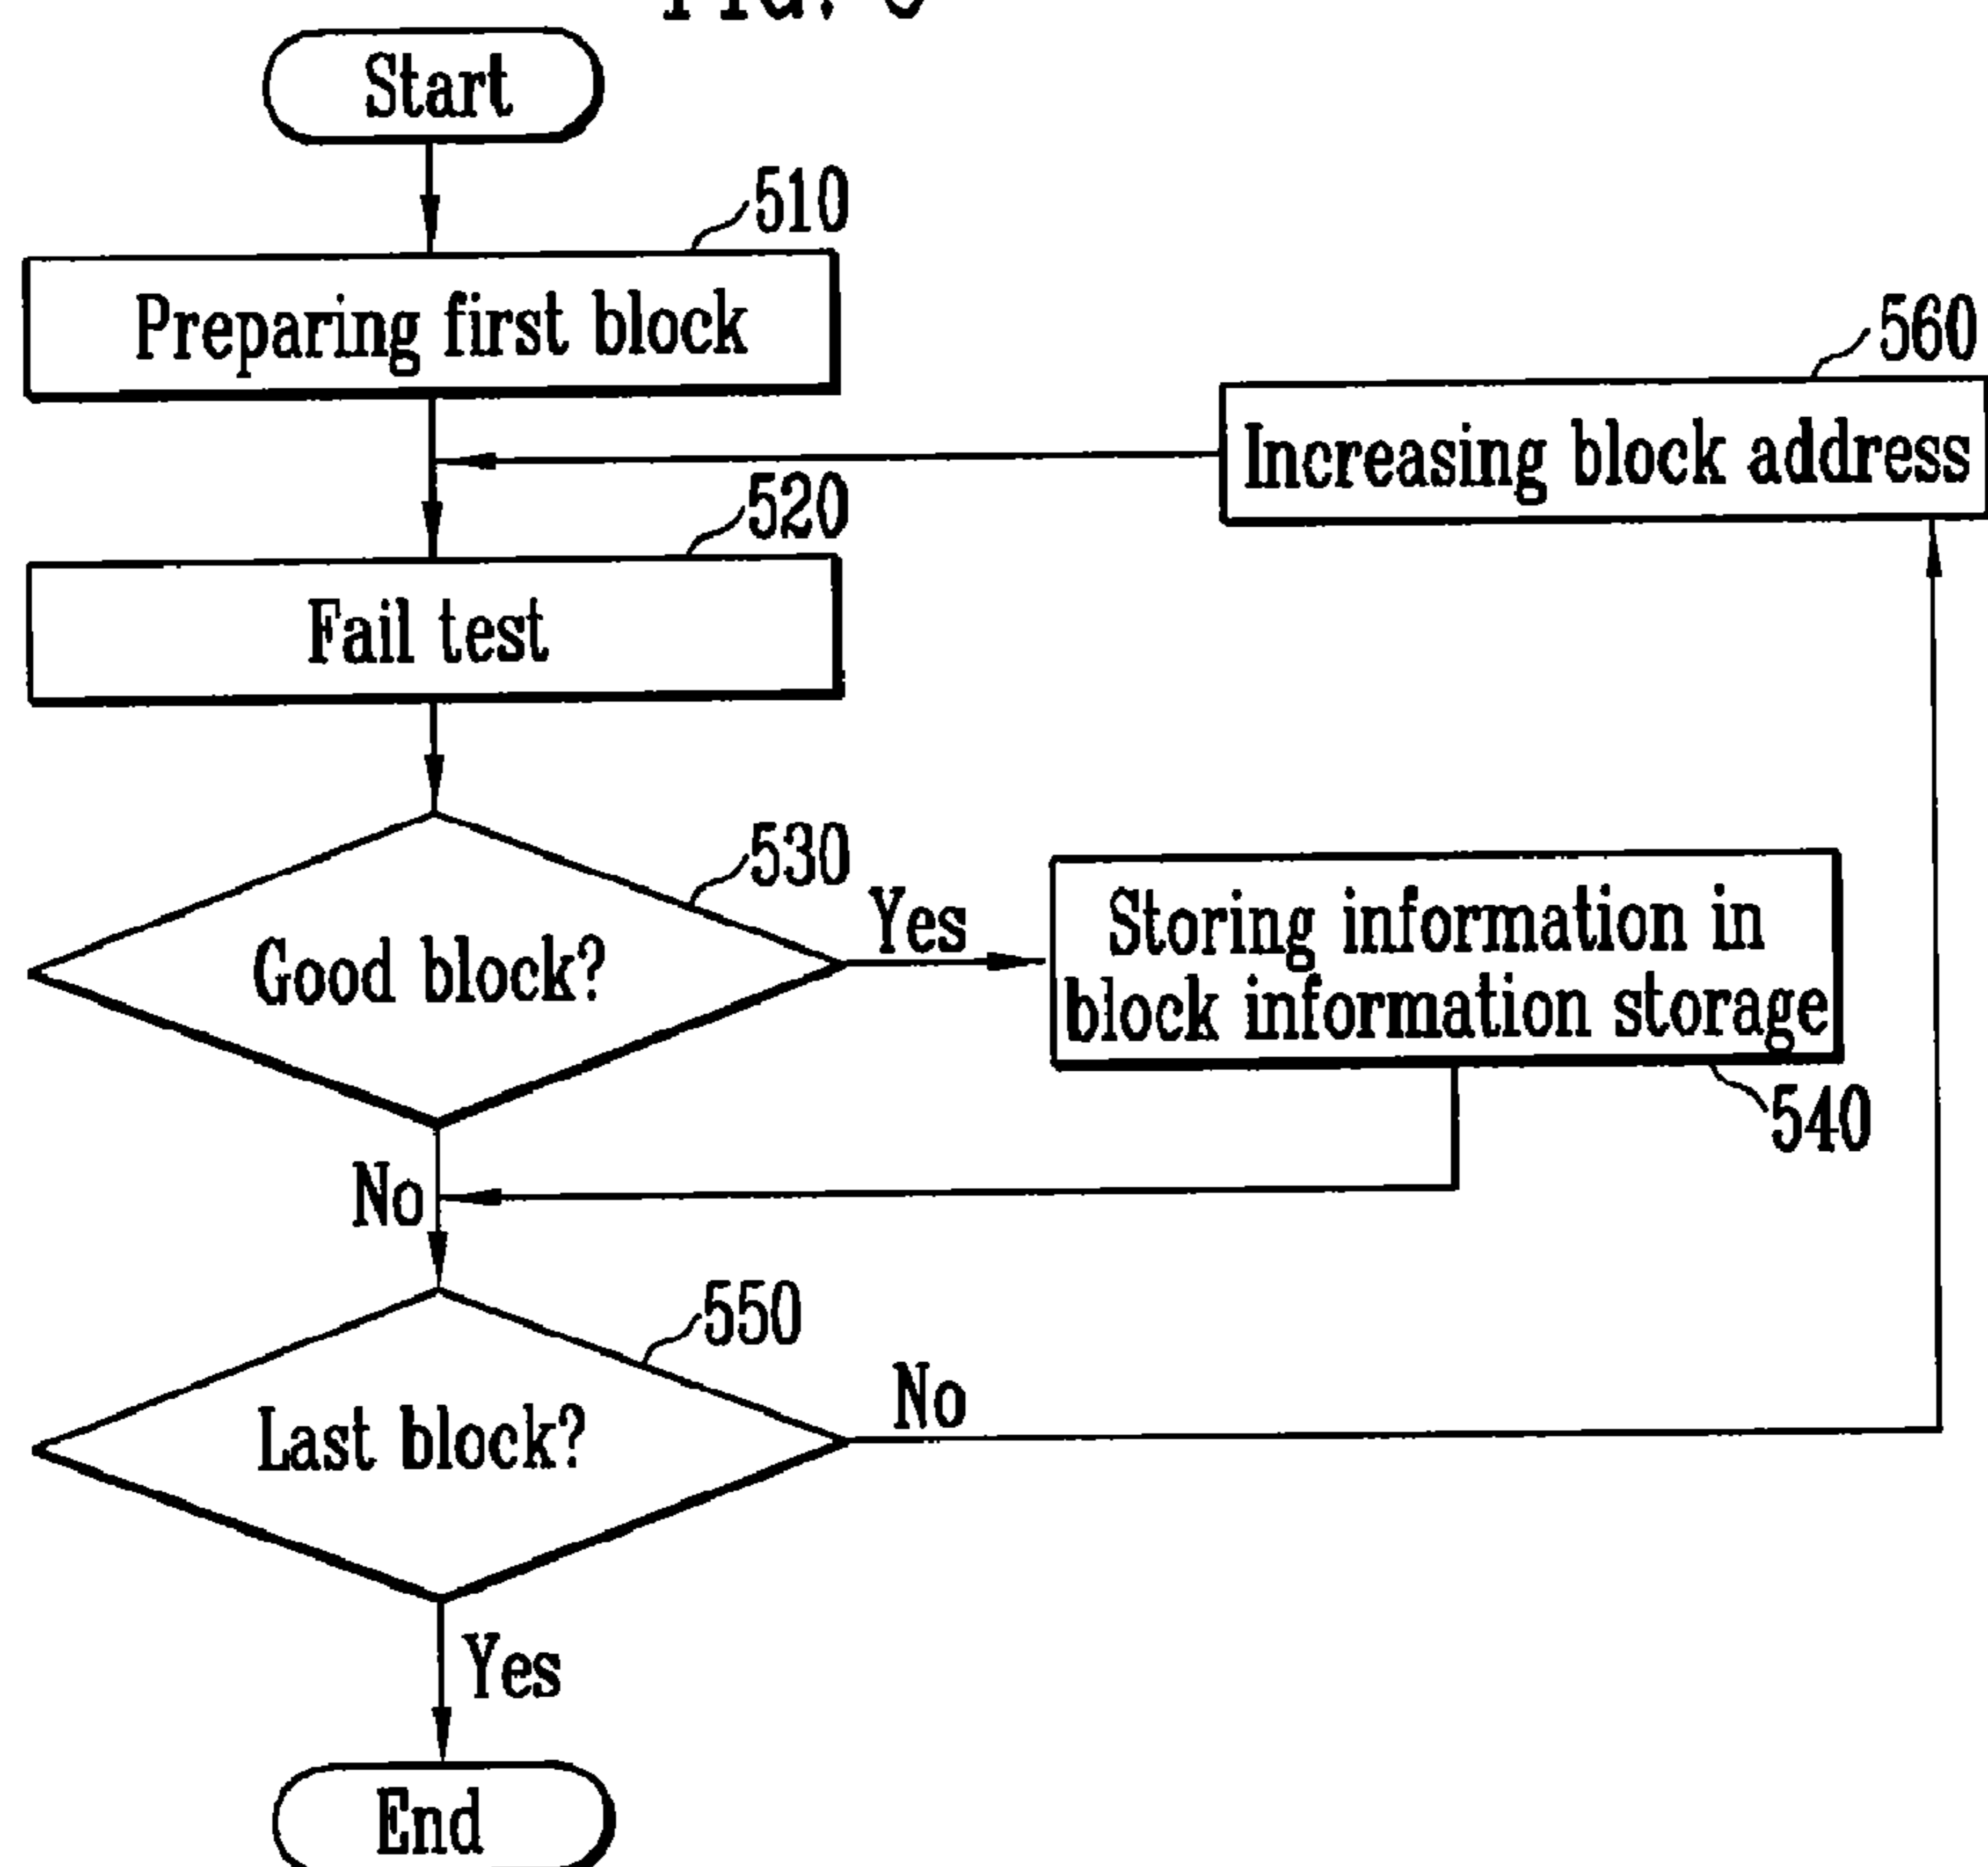 Start
510
Preparing first block
560
Increasing block address
520
Fail test
530
Good block?
Yes
Storing information in
block information storage
540
No
550
Last block?
No
Yes
End